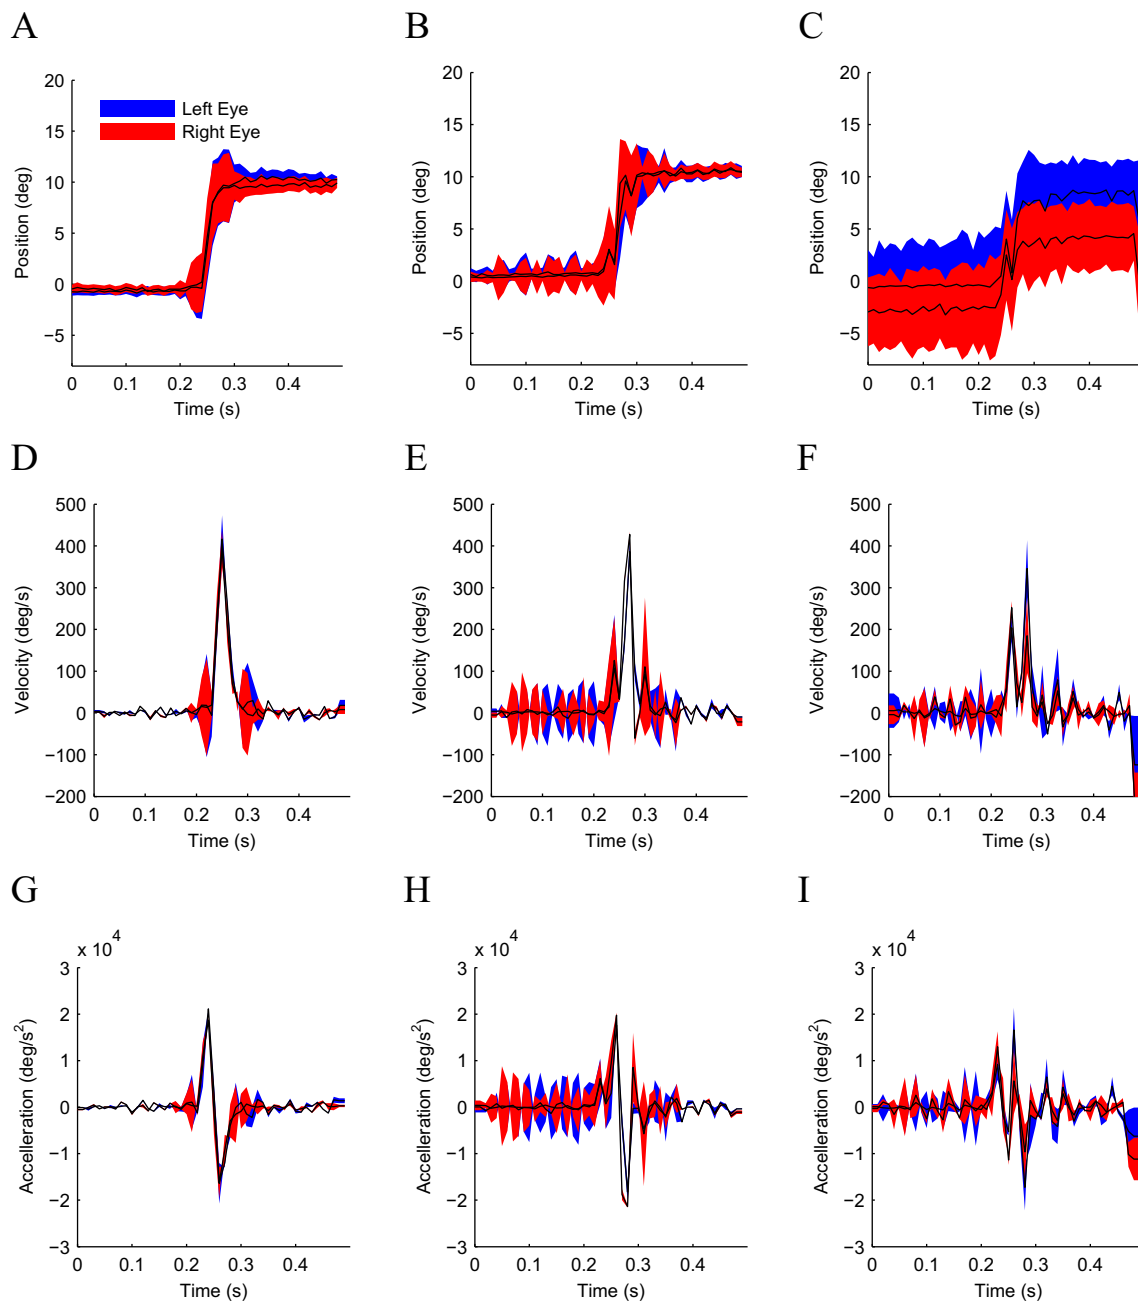 A
B
C
20
15
10
5
0
−5
Position (deg)
Left Eye
Right Eye
0 0.1 0.2 0.3 0.4
Time (s)
20
15
10
5
0
−5
Position (deg)
0 0.1 0.2 0.3 0.4
Time (s)
20
15
10
5
0
−5
Position (deg)
0 0.1 0.2 0.3 0.4
Time (s)
D
E
F
500
400
300
200
100
0
−100
−200
Velocity (deg/s)
0 0.1 0.2 0.3 0.4
Time (s)
500
400
300
200
100
0
−100
−200
Velocity (deg/s)
0 0.1 0.2 0.3 0.4
Time (s)
500
400
300
200
100
0
−100
−200
Velocity (deg/s)
0 0.1 0.2 0.3 0.4
Time (s)
G
H
I
x 10^4
3
2
1
0
−1
−2
−3
Accelleration (deg/s²)
0 0.1 0.2 0.3 0.4
Time (s)
x 10^4
3
2
1
0
−1
−2
−3
Accelleration (deg/s²)
0 0.1 0.2 0.3 0.4
Time (s)
x 10^4
3
2
1
0
−1
−2
−3
Accelleration (deg/s²)
0 0.1 0.2 0.3 0.4
Time (s)